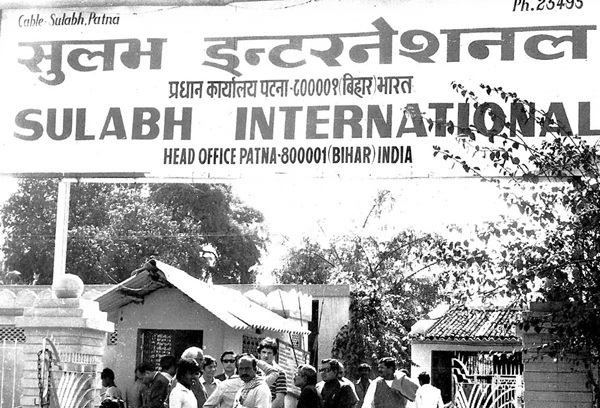 Cable-Sulabh, Patna
Ph. 23495
सुलभ इन्टरनेशनल
प्रधान कार्यालय पटना-८००००१ (बिहार) भारत
SULABH INTERNATIONAL
HEAD OFFICE PATNA-800001 (BIHAR) INDIA